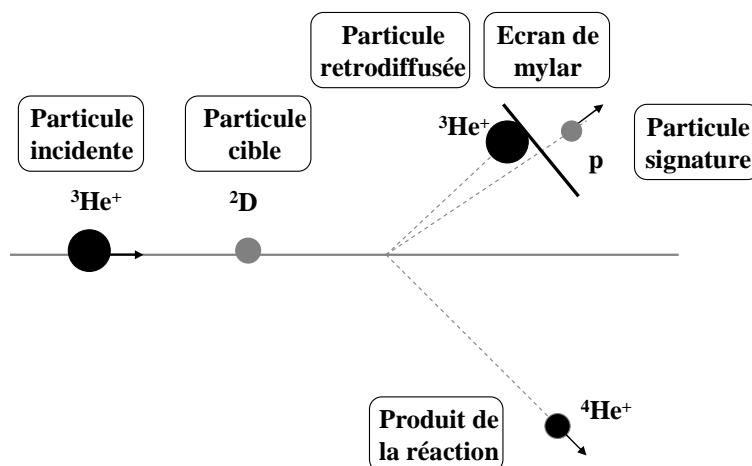 Particule
retrodiffusée
Ecran de
mylar
Particule
incidente
Particule
cible
³He⁺
p
Particule
signature
³He⁺
²D
Produit de
la réaction
⁴He⁺